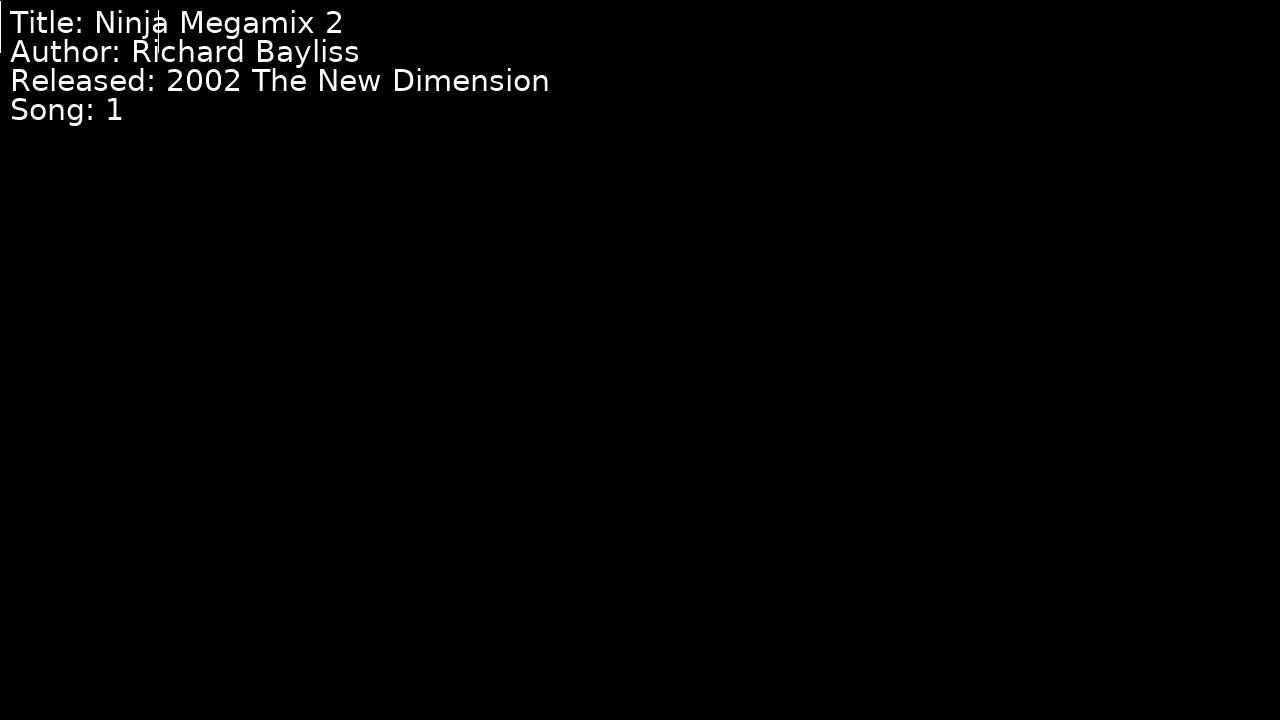 Title: Ninja Megamix 2
Author: Richard Bayliss
Released: 2002 The New Dimension
Song: 1